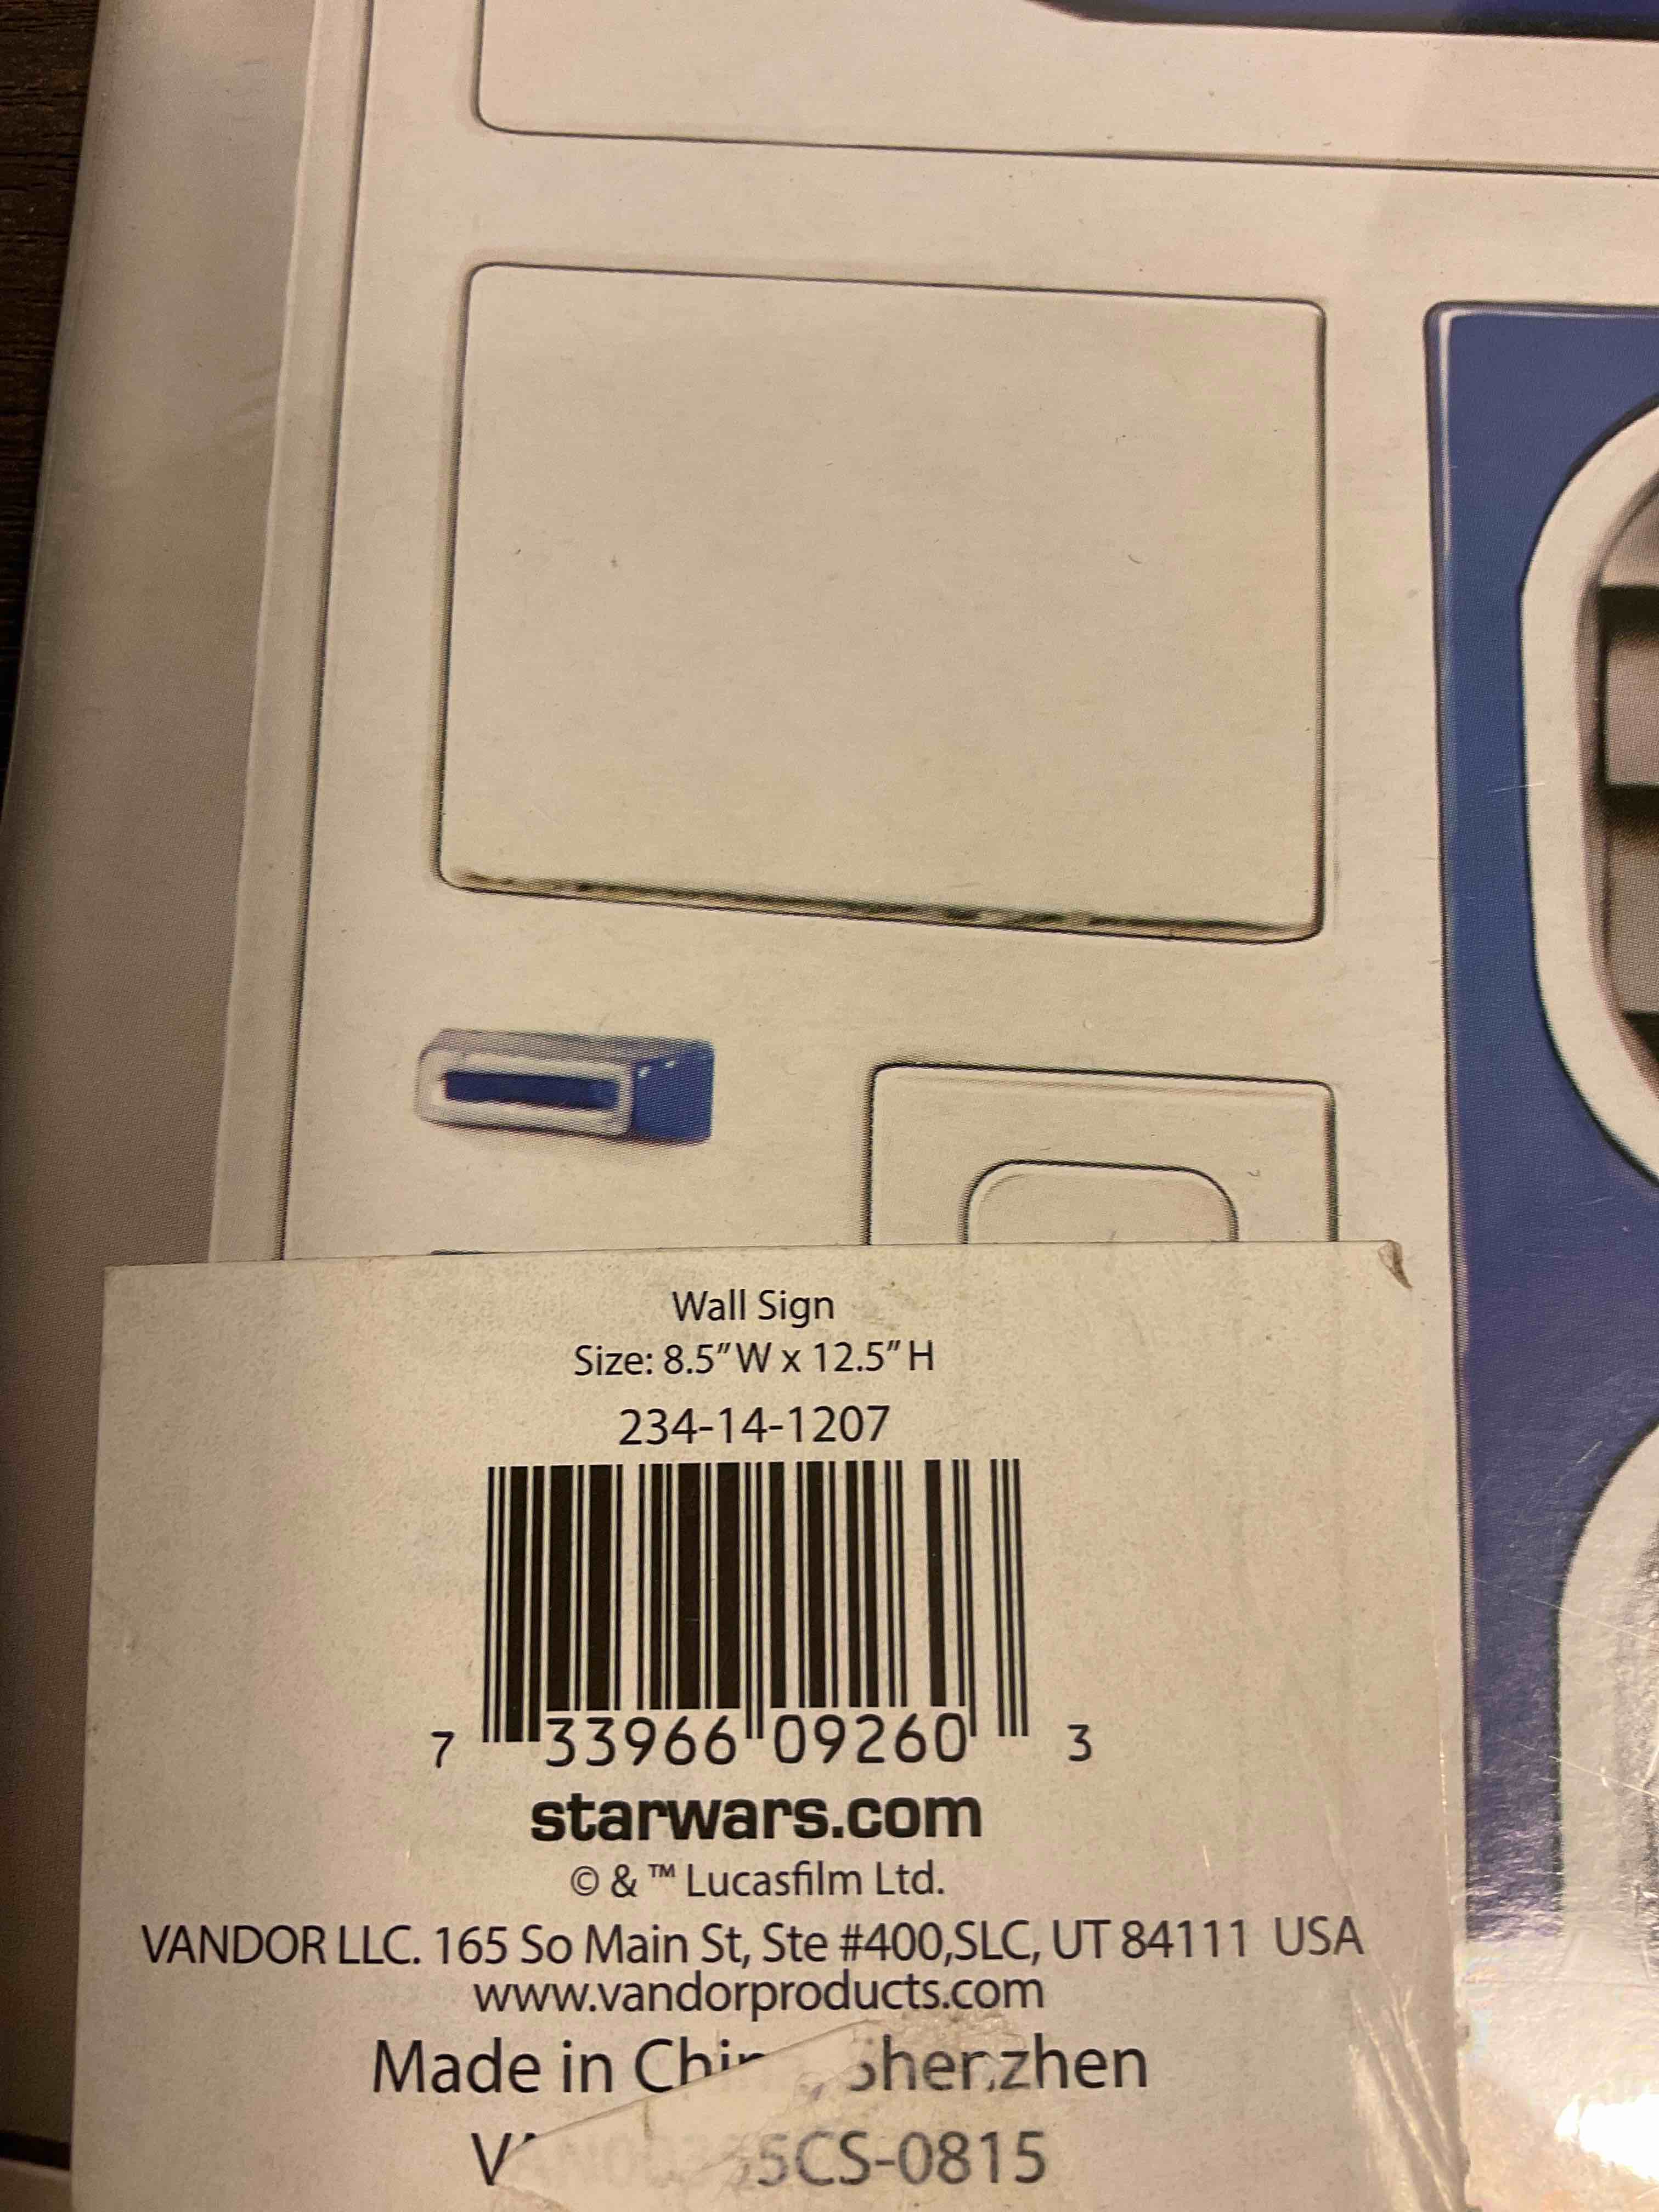 Wall Sign
Size: 8.5" W x 12.5" H
234-14-1207
7 33966 09260 3
starwars.com
© & ™ Lucasfilm Ltd.
VANDOR LLC. 165 So Main St, Ste #400,SLC, UT 84111 USA
www.vandorproducts.com
Made in
5CS-0815